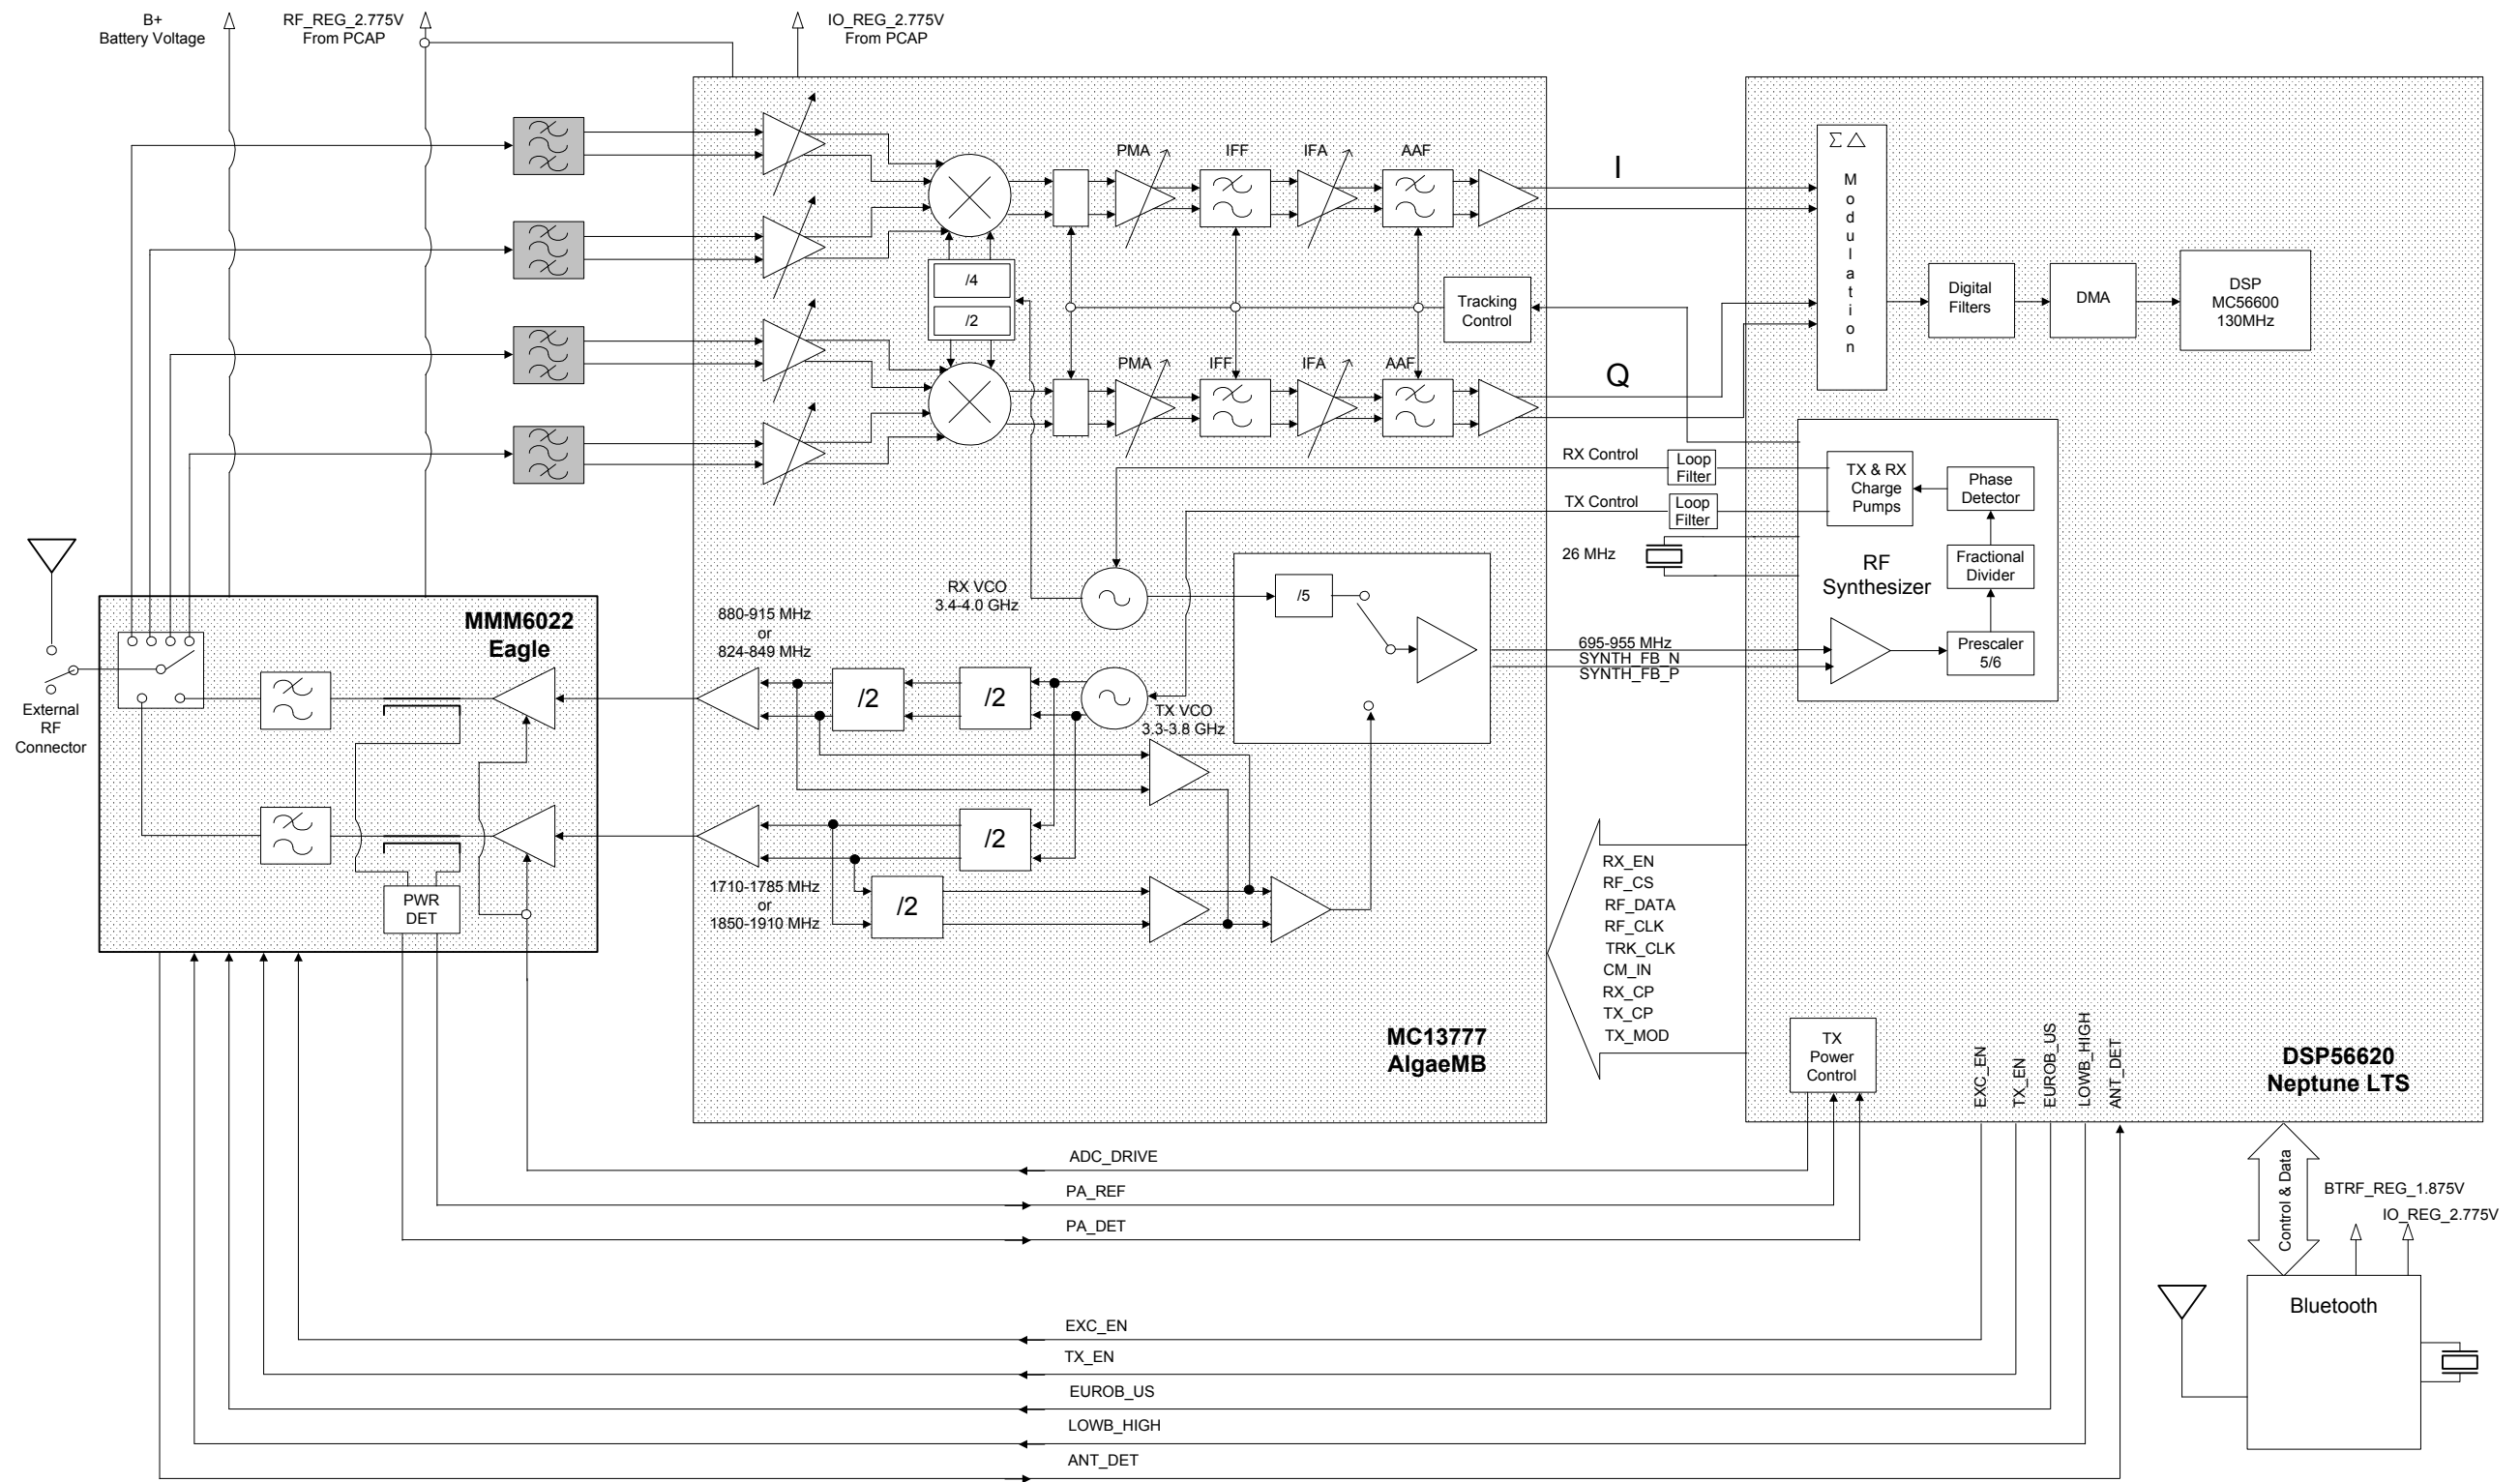 B+
Battery Voltage
RF_REG_2.775V
From PCAP
IO_REG_2.775V
From PCAP
PMA
IFF
IFA
AAF
I
Σ Δ
Modulation
/4
/2
Tracking
Control
Digital
Filters
DMA
DSP
MC56600
130MHz
PMA
IFF
IFA
AAF
Q
RX Control
Loop
Filter
TX Control
Loop
Filter
TX & RX
Charge
Pumps
Phase
Detector
26 MHz
RF
Synthesizer
Fractional
Divider
Prescaler
5/6
RX VCO
3.4-4.0 GHz
/5
880-915 MHz
or
824-849 MHz
MMM6022
Eagle
695-955 MHz
SYNTH_FB_N
SYNTH_FB_P
External
RF
Connector
/2
/2
TX VCO
3.3-3.8 GHz
/2
1710-1785 MHz
or
1850-1910 MHz
/2
PWR
DET
RX_EN
RF_CS
RF_DATA
RF_CLK
TRK_CLK
CM_IN
RX_CP
TX_CP
TX_MOD
MC13777
AlgaeMB
TX
Power
Control
EXC_EN
TX_EN
EUROB_US
LOWB_HIGH
ANT_DET
DSP56620
Neptune LTS
ADC_DRIVE
PA_REF
PA_DET
Control & Data
BTRF_REG_1.875V
IO_REG_2.775V
Bluetooth
EXC_EN
TX_EN
EUROB_US
LOWB_HIGH
ANT_DET